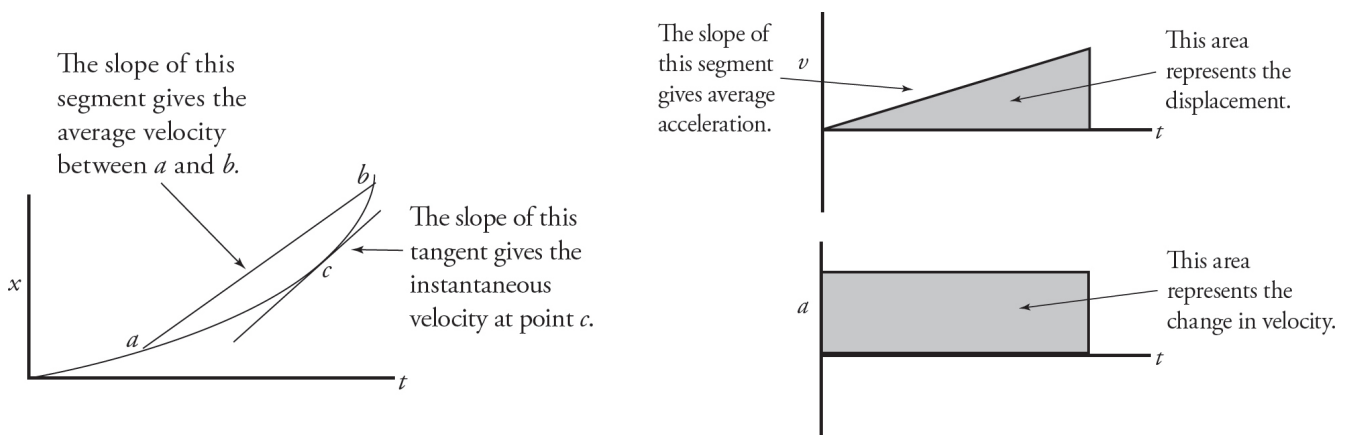 The slope of this
segment gives the
average velocity
between a and b.
b
The slope of this
tangent gives the
instantaneous
velocity at point c.
c
x
a
t
The slope of
this segment
gives average
acceleration.
v
This area
represents the
displacement.
t
This area
represents the
change in velocity.
a
t